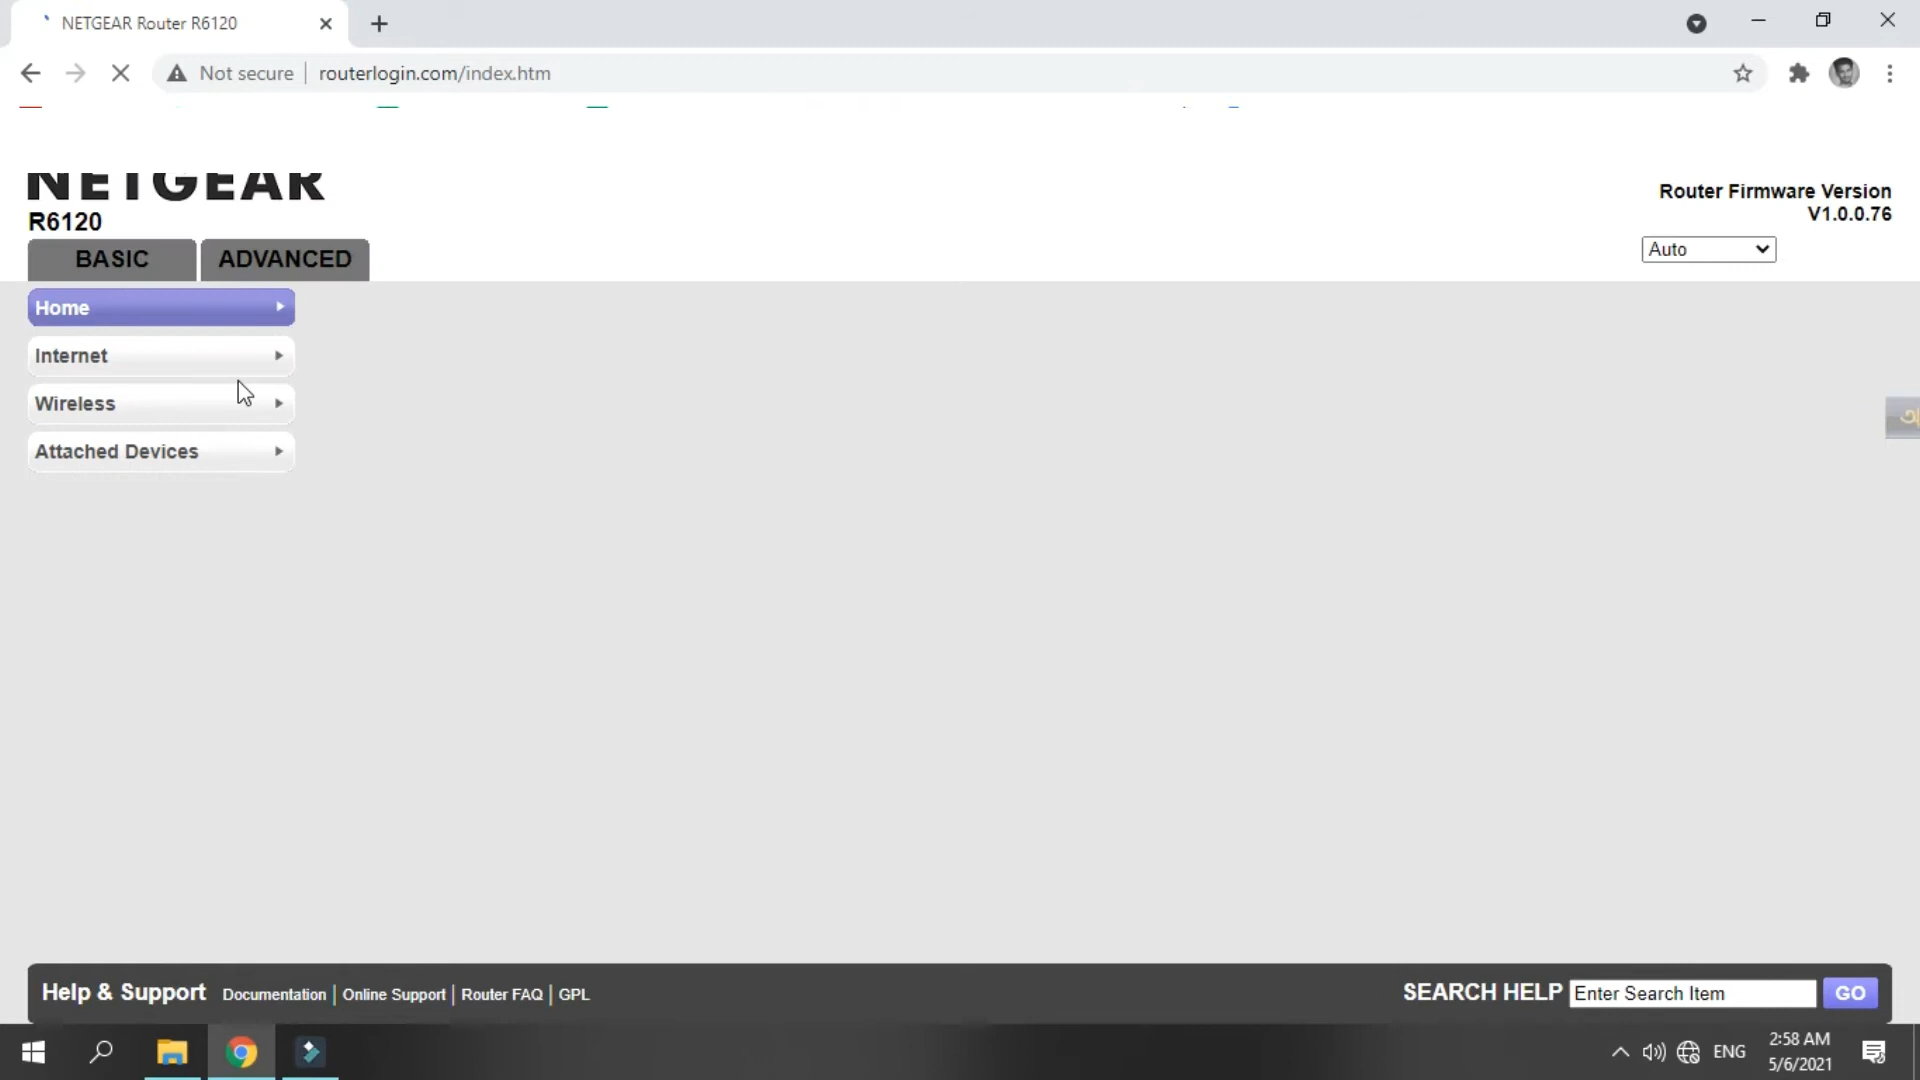 NETGEAR Router R6120
Not secure routerlogin.com/index.htm
NETGEAR
R6120
Router Firmware Version
V1.0.0.76
BASIC ADVANCED
Auto
Home
Internet
Wireless
Attached Devices
Help & Support Documentation | Online Support | Router FAQ | GPL
SEARCH HELP Enter Search Item GO
ENG
2:58 AM
5/6/2021